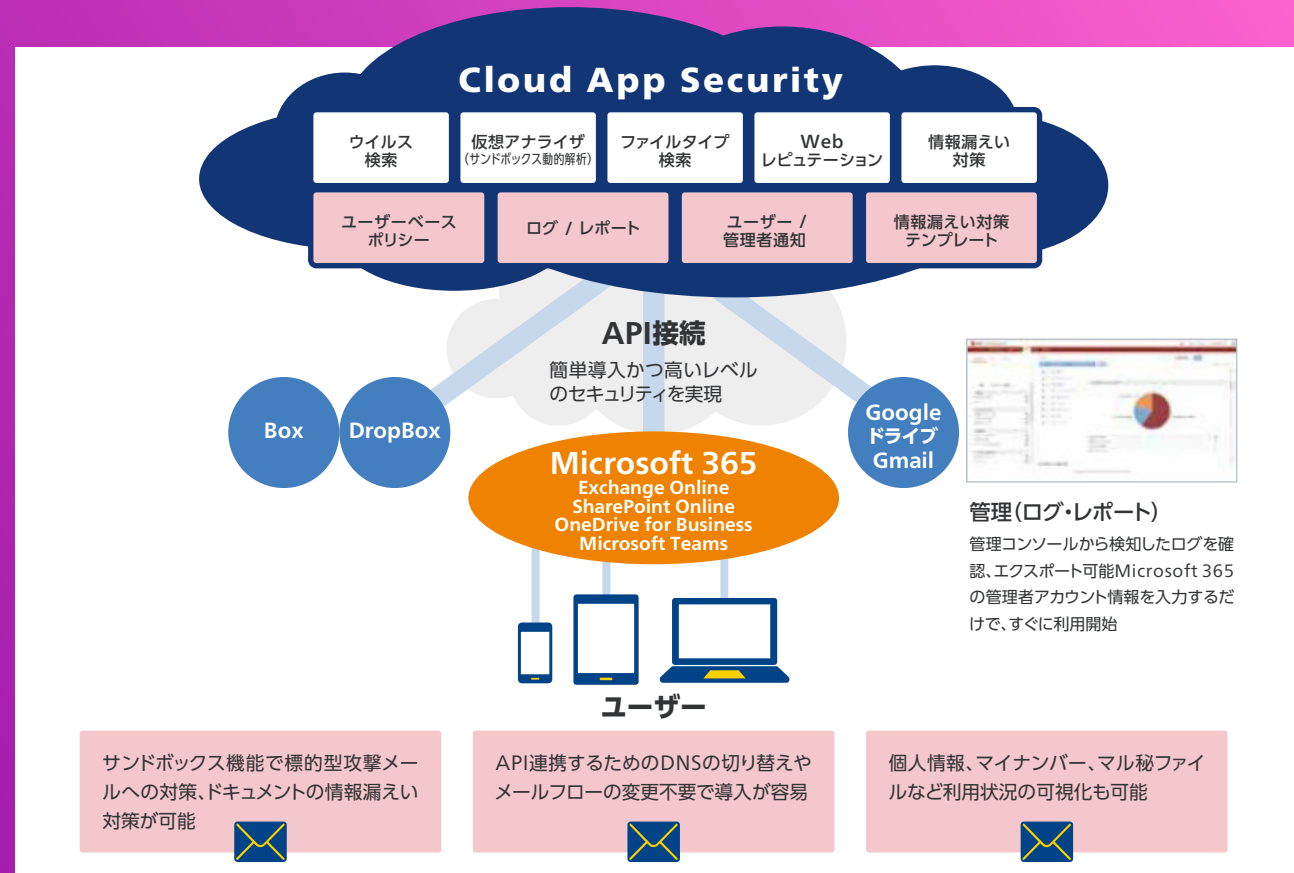 Cloud App Security
ウイルス
検索
仮想アナライザ
(サンドボックス動的解析)
ファイルタイプ
検索
Web
レピュテーション
情報漏えい
対策
ユーザーベース
ポリシー
ログ / レポート
ユーザー /
管理者通知
情報漏えい対策
テンプレート
API接続
簡単導入かつ高いレベル
のセキュリティを実現
Box
DropBox
Google
ドライブ
Gmail
Microsoft 365
Exchange Online
SharePoint Online
OneDrive for Business
Microsoft Teams
管理(ログ・レポート)
管理コンソールから検知したログを確
認、エクスポート可能Microsoft 365
の管理者アカウント情報を入力するだ
けで、すぐに利用開始
ユーザー
サンドボックス機能で標的型攻撃メー
ルへの対策、ドキュメントの情報漏えい
対策が可能
API連携するためのDNSの切り替えや
メールフローの変更不要で導入が容易
個人情報、マイナンバー、マル秘ファイ
ルなど利用状況の可視化も可能